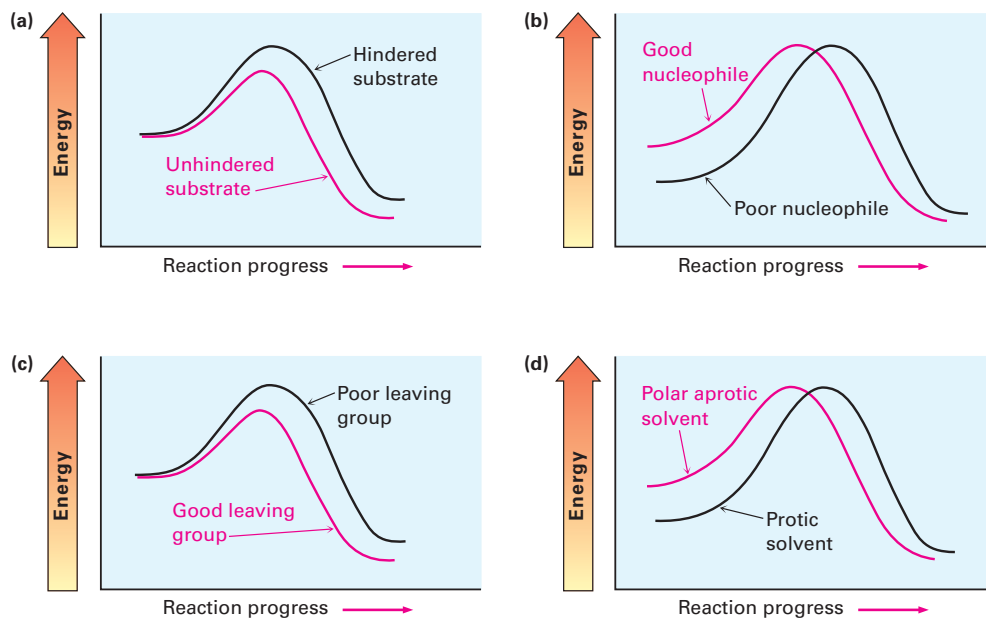 (a)
Energy
Hindered
substrate
Unhindered
substrate
Reaction progress
(b)
Energy
Good
nucleophile
Poor nucleophile
Reaction progress
(c)
Energy
Poor leaving
group
Good leaving
group
Reaction progress
(d)
Energy
Polar aprotic
solvent
Protic
solvent
Reaction progress